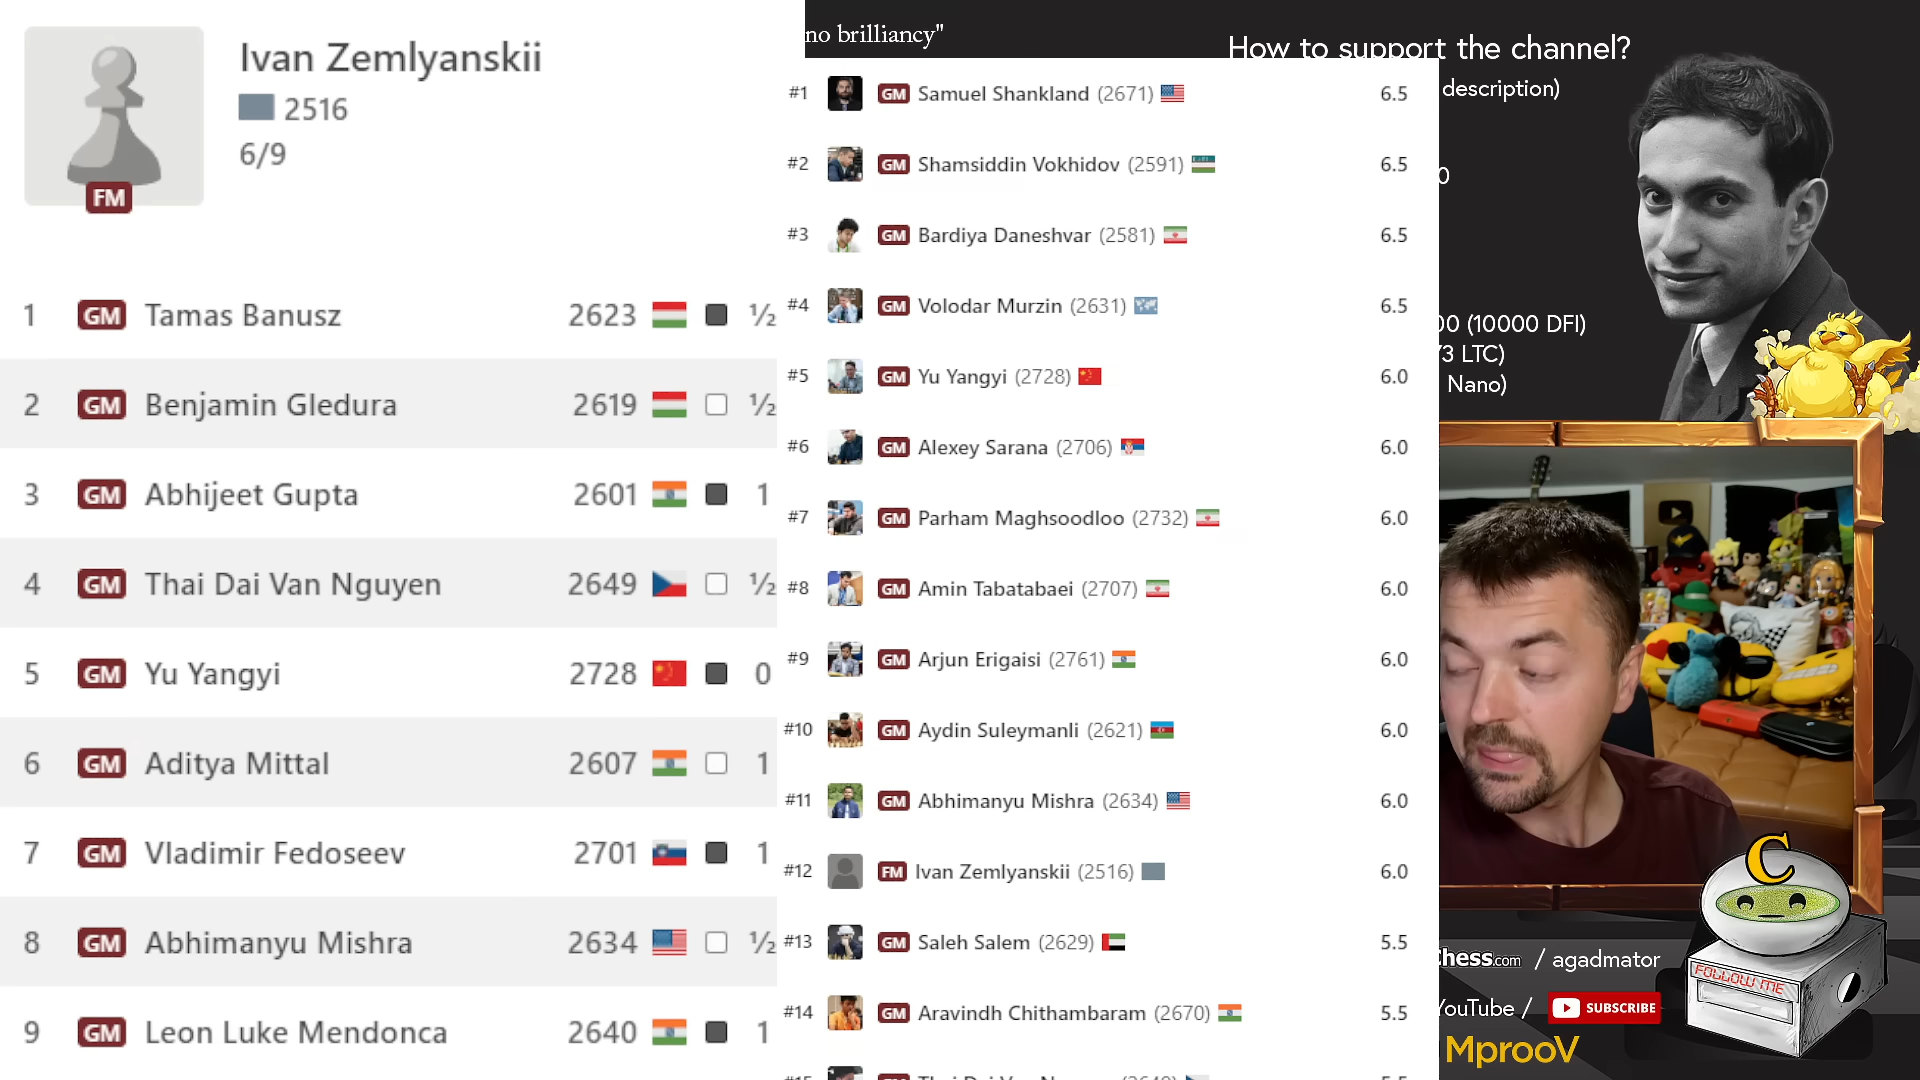 Ivan Zemlyanskii
2516
6/9
FM
1 GM Tamas Banusz 2623 ½
2 GM Benjamin Gledura 2619 ½
3 GM Abhijeet Gupta 2601 1
4 GM Thai Dai Van Nguyen 2649 ½
5 GM Yu Yangyi 2728 0
6 GM Aditya Mittal 2607 1
7 GM Vladimir Fedoseev 2701 1
8 GM Abhimanyu Mishra 2634 ½
9 GM Leon Luke Mendonca 2640 1
no brilliancy"
#1 GM Samuel Shankland (2671) 6.5
#2 GM Shamsiddin Vokhidov (2591) 6.5
#3 GM Bardiya Daneshvar (2581) 6.5
#4 GM Volodar Murzin (2631) 6.5
#5 GM Yu Yangyi (2728) 6.0
#6 GM Alexey Sarana (2706) 6.0
#7 GM Parham Maghsoodloo (2732) 6.0
#8 GM Amin Tabatabaei (2707) 6.0
#9 GM Arjun Erigaisi (2761) 6.0
#10 GM Aydin Suleymanli (2621) 6.0
#11 GM Abhimanyu Mishra (2634) 6.0
#12 FM Ivan Zemlyanskii (2516) 6.0
#13 GM Saleh Salem (2629) 5.5
#14 GM Aravindh Chithambaram (2670) 5.5
How to support the channel?
description)
0
00 (10000 DFI)
73 LTC)
Nano)
C
FOLLOW ME
Chess.com / agadmator
YouTube / SUBSCRIBE
MprooV